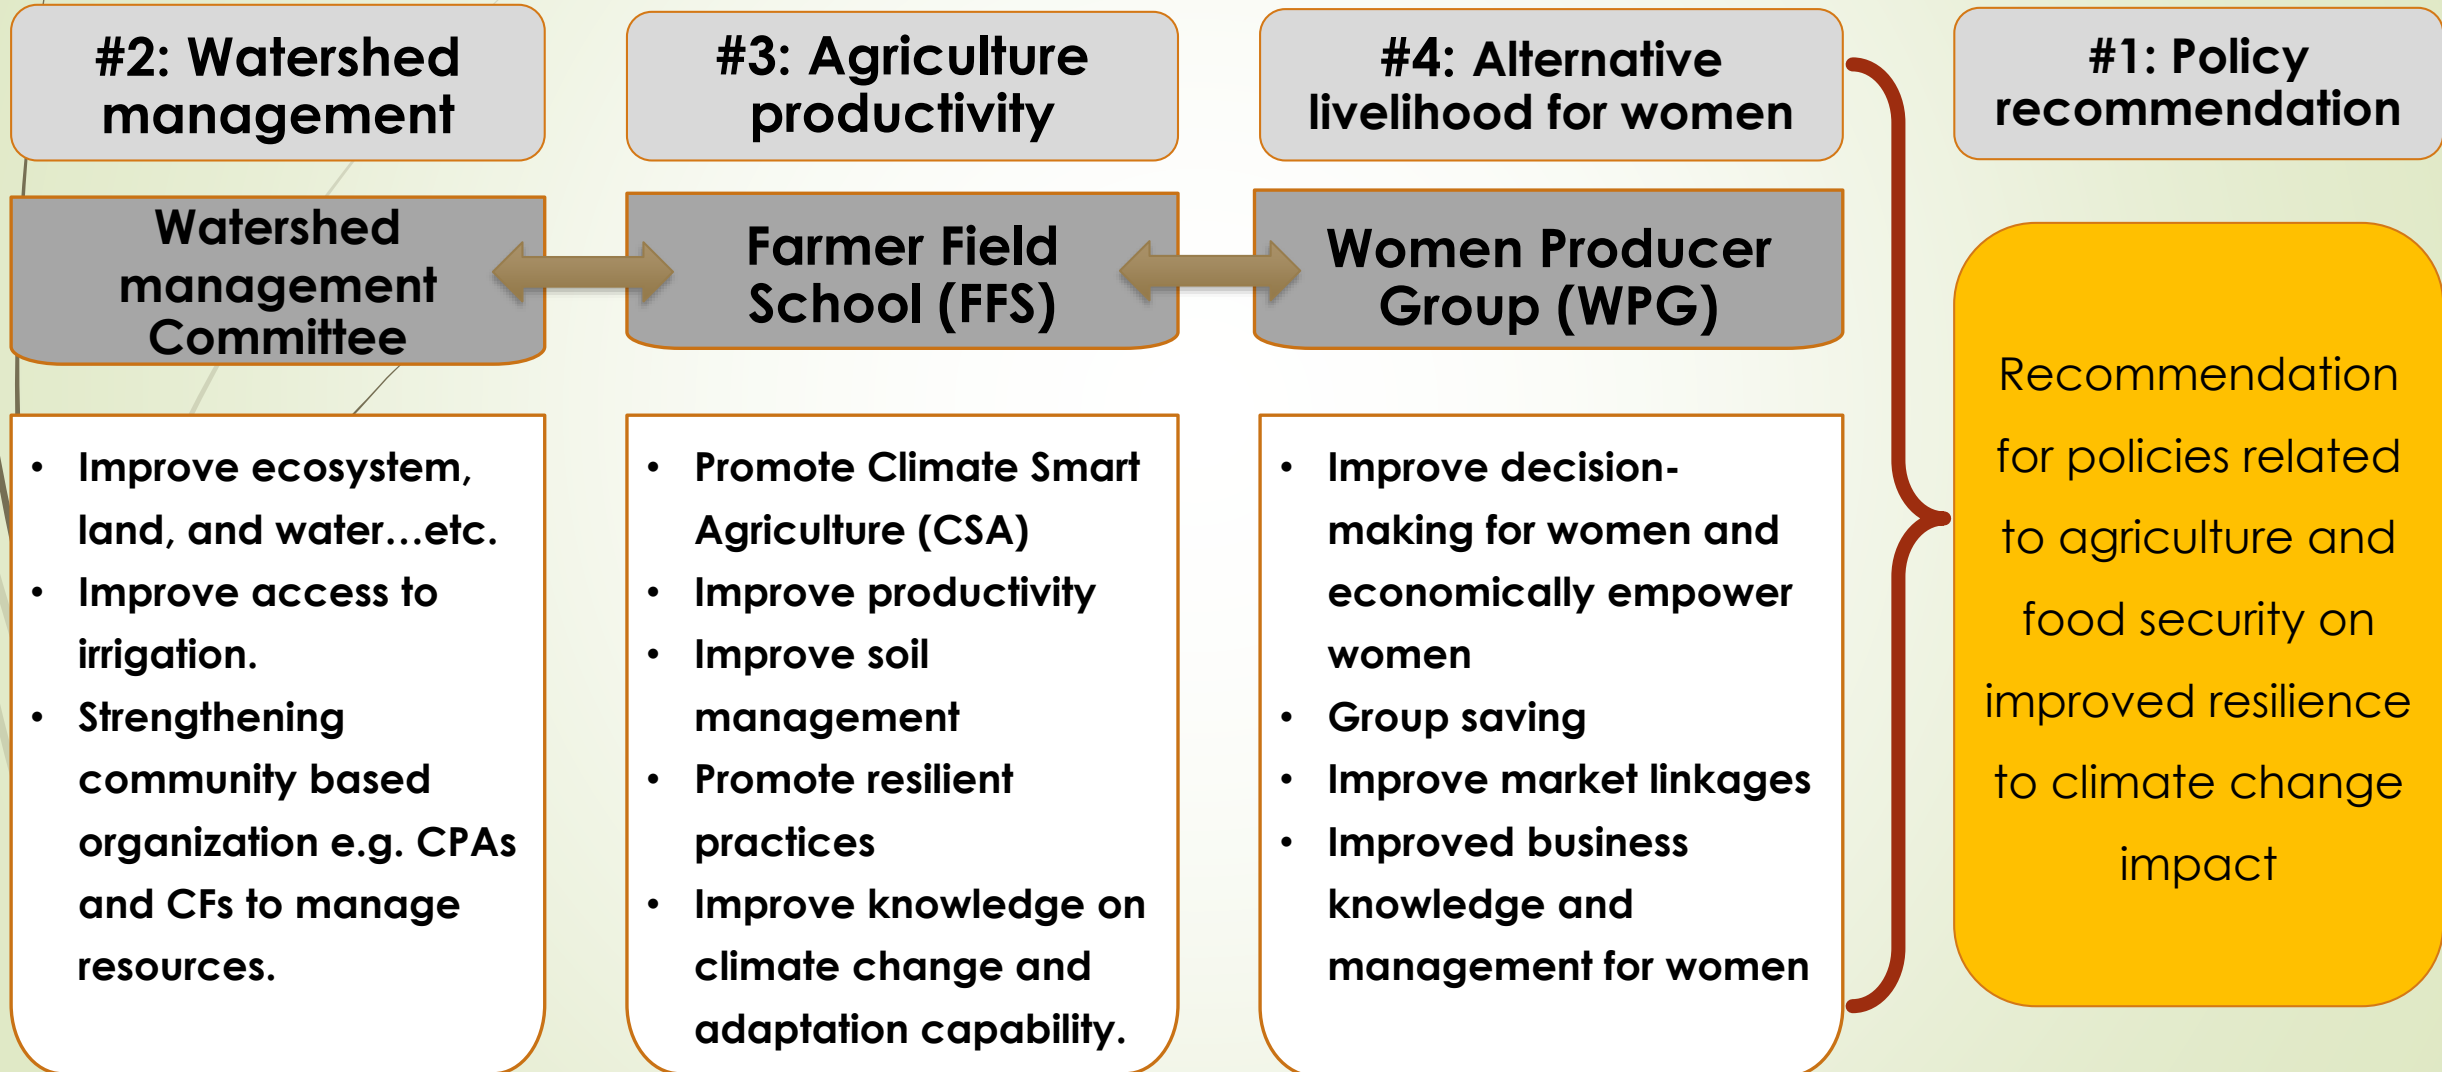 #2: Watershed
management
Watershed
management
Committee
• Improve ecosystem,
land, and water...etc.
• Improve access to
irrigation.
• Strengthening
community based
organization e.g. CPAs
and CFs to manage
resources.
#3: Agriculture
productivity
Farmer Field
School (FFS)
• Promote Climate Smart
Agriculture (CSA)
• Improve productivity
• Improve soil
management
• Promote resilient
practices
• Improve knowledge on
climate change and
adaptation capability.
#4: Alternative
livelihood for women
Women Producer
Group (WPG)
• Improve decision-
making for women and
economically empower
women
• Group saving
• Improve market linkages
• Improved business
knowledge and
management for women
#1: Policy
recommendation
Recommendation
for policies related
to agriculture and
food security on
improved resilience
to climate change
impact